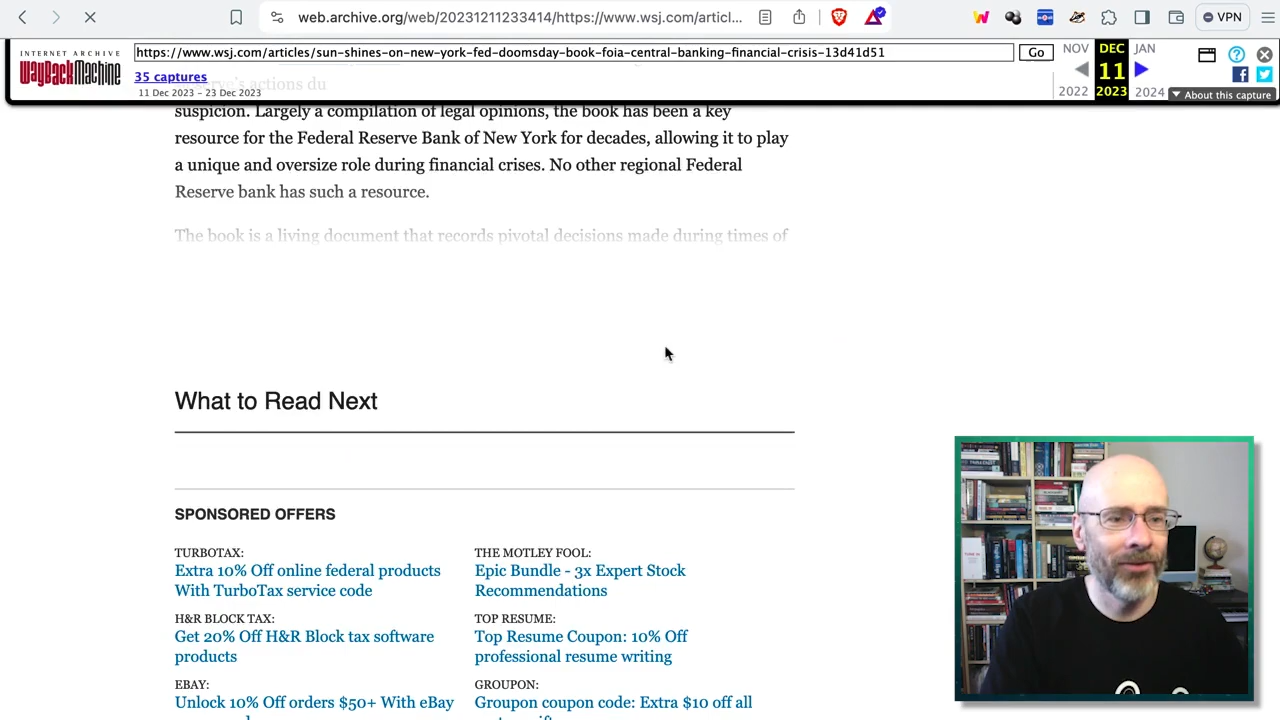 web.archive.org/web/20231211233414/https://www.wsj.com/articl...
VPN
INTERNET ARCHIVE
WayBackMachine
https://www.wsj.com/articles/sun-shines-on-new-york-fed-doomsday-book-foia-central-banking-financial-crisis-13d41d51
Go
NOV
DEC
JAN
35 captures
11
11 Dec 2023 – 23 Dec 2023
2022
2023
2024
About this capture
serve's actions du
suspicion. Largely a compilation of legal opinions, the book has been a key
resource for the Federal Reserve Bank of New York for decades, allowing it to play
a unique and oversize role during financial crises. No other regional Federal
Reserve bank has such a resource.
The book is a living document that records pivotal decisions made during times of
What to Read Next
SPONSORED OFFERS
TURBOTAX:
Extra 10% Off online federal products
With TurboTax service code
THE MOTLEY FOOL:
Epic Bundle - 3x Expert Stock
Recommendations
H&R BLOCK TAX:
Get 20% Off H&R Block tax software
products
TOP RESUME:
Top Resume Coupon: 10% Off
professional resume writing
EBAY:
Unlock 10% Off orders $50+ With eBay
GROUPON:
Groupon coupon code: Extra $10 off all